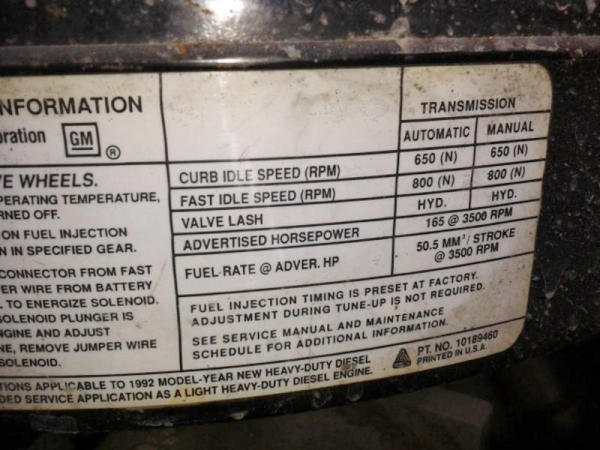 NFORMATION
oration GM ®
VE WHEELS.
PERATING TEMPERATURE,
RNED OFF.
ON FUEL INJECTION
N IN SPECIFIED GEAR.
CONNECTOR FROM FAST
ER WIRE FROM BATTERY
L TO ENERGIZE SOLENOID.
SOLENOID PLUNGER IS
NGINE AND ADJUST
NE, REMOVE JUMPER WIRE
SOLENOID.
TRANSMISSION
AUTOMATIC MANUAL
CURB IDLE SPEED (RPM) 650 (N) 650 (N)
FAST IDLE SPEED (RPM) 800 (N) 800 (N)
VALVE LASH HYD. HYD.
ADVERTISED HORSEPOWER 165 @ 3500 RPM
FUEL RATE @ ADVER. HP 50.5 MM³/ STROKE
@ 3500 RPM
FUEL INJECTION TIMING IS PRESET AT FACTORY.
ADJUSTMENT DURING TUNE-UP IS NOT REQUIRED.
SEE SERVICE MANUAL AND MAINTENANCE
SCHEDULE FOR ADDITIONAL INFORMATION.
TIONS APPLICABLE TO 1992 MODEL-YEAR NEW HEAVY-DUTY DIESEL
DED SERVICE APPLICATION AS A LIGHT HEAVY-DUTY DIESEL ENGINE.
PT. NO. 10189460
PRINTED IN U.S.A.